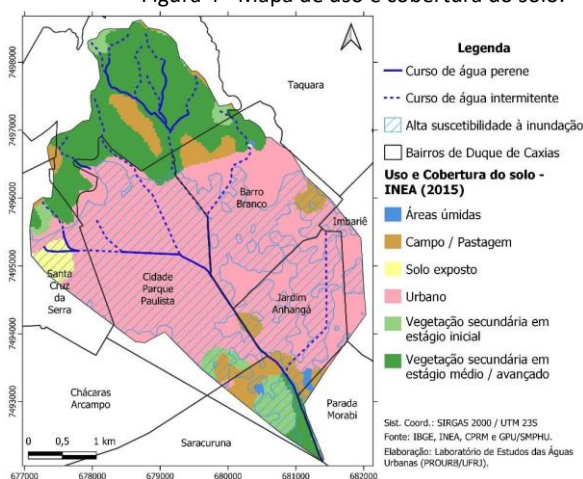 Figura 4 - Mapa de uso e cobertura do solo.
7498000
7497000
7496000
7495000
7494000
7493000
Taquara
Barro
Branco
Imbariê
Santa
Cruz
da
Serra
Cidade
Parque
Paulista
Jardim
Anhangá
Chácaras
Arcampo
Parada
Morabi
Saracuruna
0 0,5 1 km
677000 678000 679000 680000 681000 682000
Legenda
Curso de água perene
Curso de água intermitente
Alta suscetibilidade à inundação
Bairros de Duque de Caxias
Uso e Cobertura do solo -
INEA (2015)
Áreas úmidas
Campo / Pastagem
Solo exposto
Urbano
Vegetação secundária em
estágio inicial
Vegetação secundária em
estágio médio / avançado
Sist. Coord.: SIRGAS 2000 / UTM 23S
Fonte: IBGE, INEA, CPRM e GPU/SMPHU.
Elaboração: Laboratório de Estudos das Águas
Urbanas (PROURB/UFRJ).